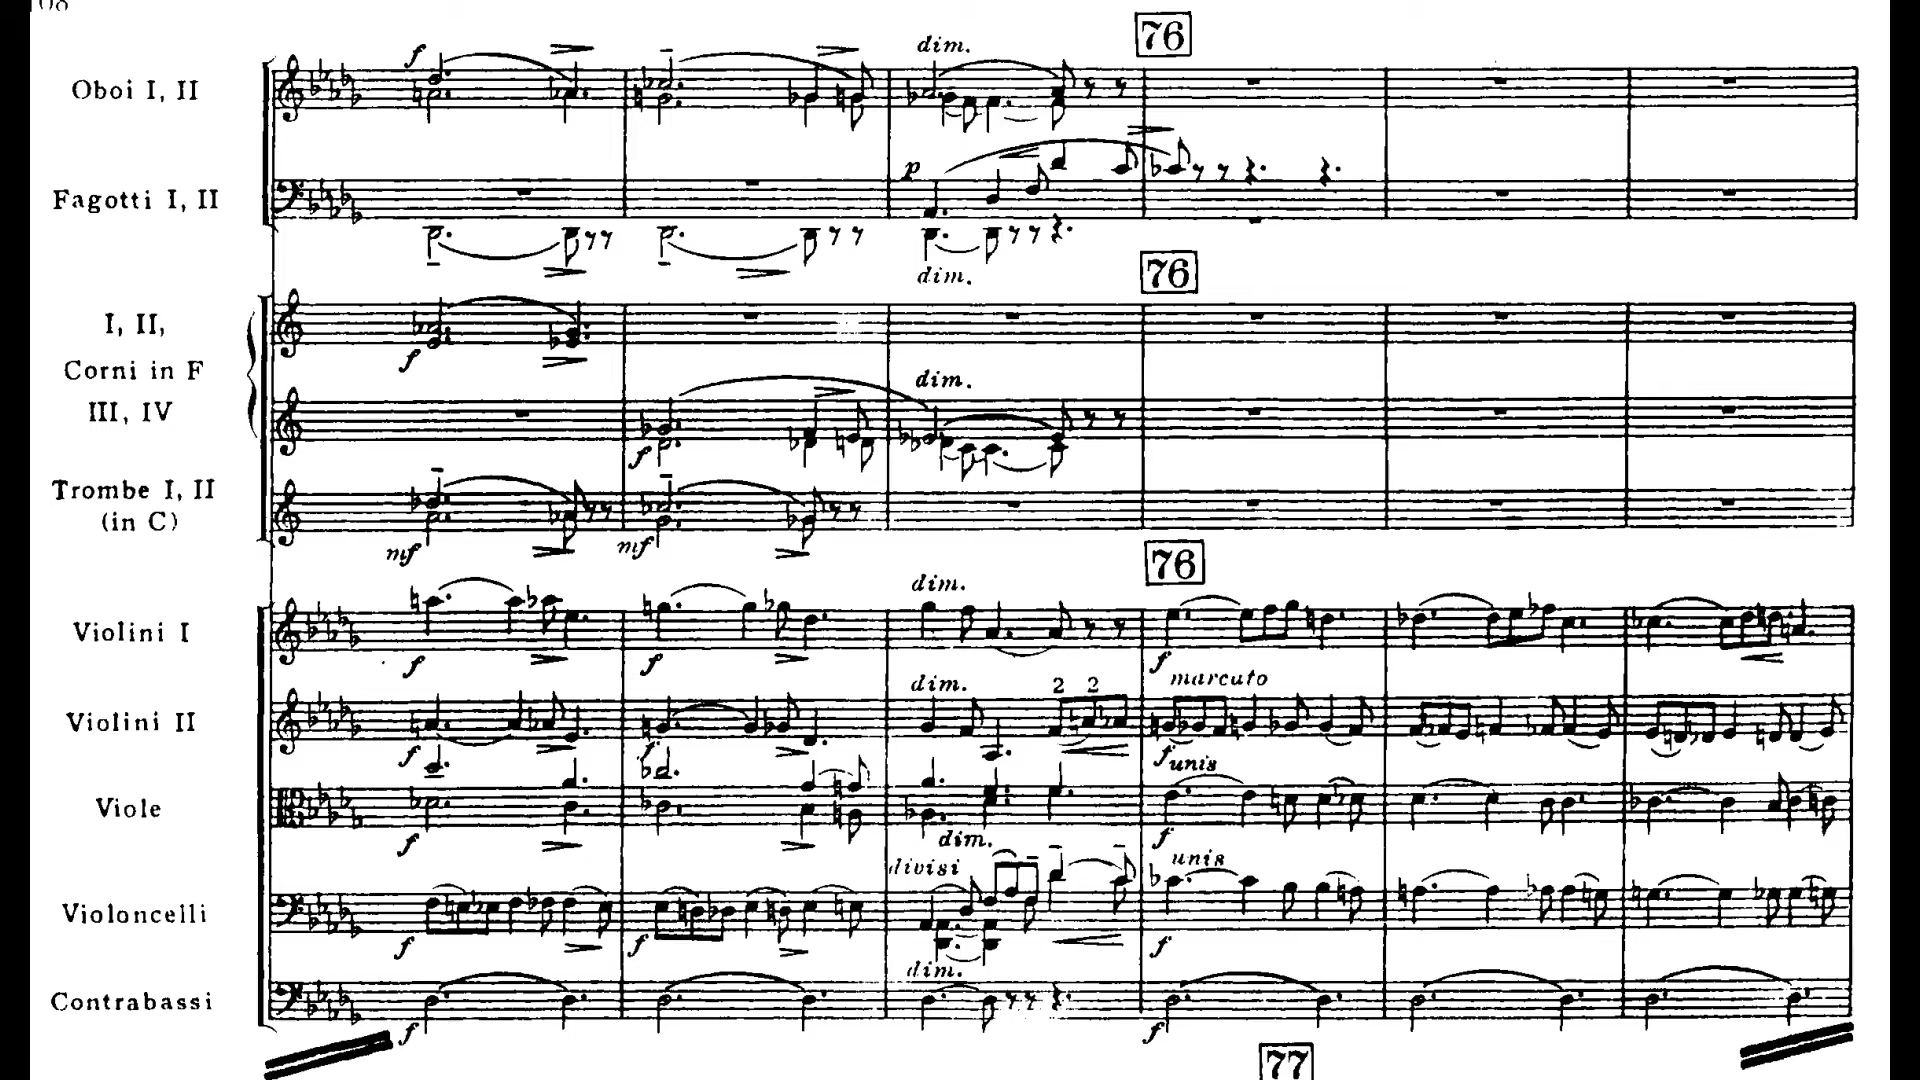 f
dim.
76
Oboi I, II
p
Fagotti I, II
dim.
76
I, II,
f
Corni in F
dim.
III, IV
f
Trombe I, II
(in C)
mf mf
76
dim.
Violini I
f f f
dim. 2 2 marcato
Violini II
f f f unis
Viole
f dim. f
divisi unis
Violoncelli
f f f
dim.
Contrabassi
f f
77